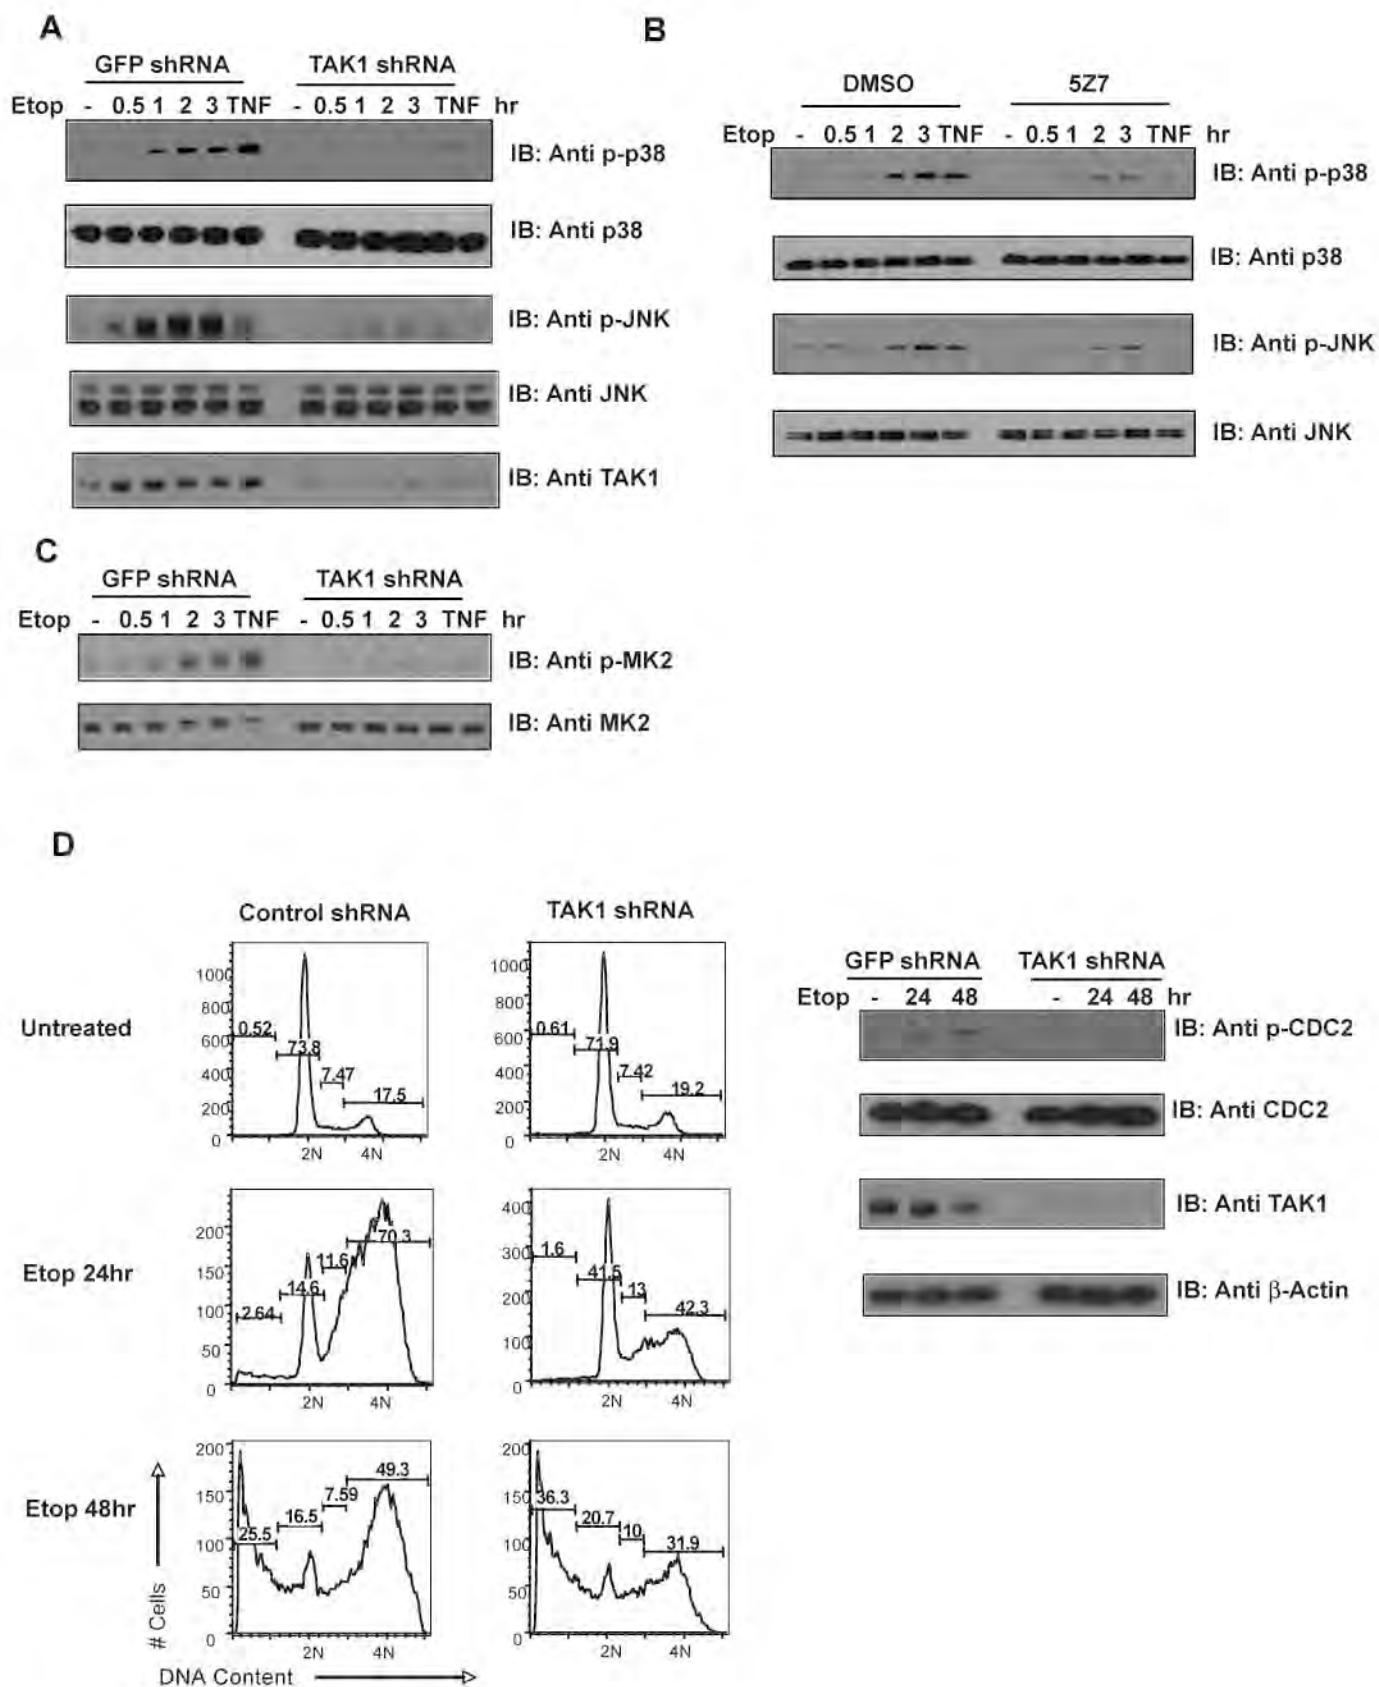 A
GFP shRNA TAK1 shRNA
Etop - 0.5 1 2 3 TNF - 0.5 1 2 3 TNF hr
IB: Anti p-p38
IB: Anti p38
IB: Anti p-JNK
IB: Anti JNK
IB: Anti TAK1
B
DMSO 5Z7
Etop - 0.5 1 2 3 TNF - 0.5 1 2 3 TNF hr
IB: Anti p-p38
IB: Anti p38
IB: Anti p-JNK
IB: Anti JNK
C
GFP shRNA TAK1 shRNA
Etop - 0.5 1 2 3 TNF - 0.5 1 2 3 TNF hr
IB: Anti p-MK2
IB: Anti MK2
D
Control shRNA TAK1 shRNA
Untreated
1000
800
600
400
200
0
0.52
73.8
7.47
17.5
2N 4N
1000
800
600
400
200
0
0.61
71.9
7.42
19.2
2N 4N
Etop 24hr
200
150
100
50
0
2.64
14.6
11.6
70.3
2N 4N
400
300
200
100
0
1.6
41.5
13
42.3
2N 4N
Etop 48hr
200
150
100
50
0
25.5
16.5
7.59
49.3
2N 4N
200
150
100
50
0
36.3
20.7
10
31.9
2N 4N
# Cells
DNA Content
GFP shRNA TAK1 shRNA
Etop - 24 48 - 24 48 hr
IB: Anti p-CDC2
IB: Anti CDC2
IB: Anti TAK1
IB: Anti β-Actin